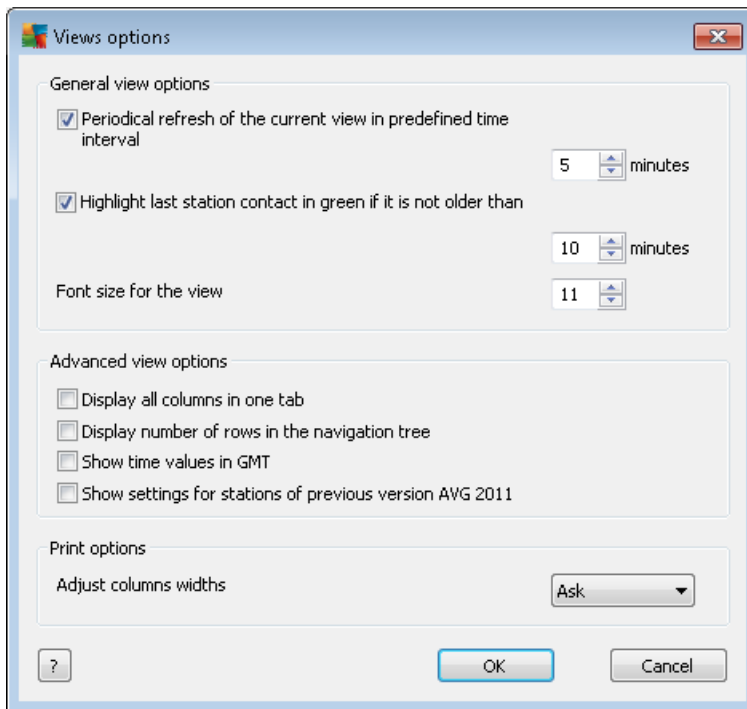 Views options
General view options
Periodical refresh of the current view in predefined time
interval
5 minutes
Highlight last station contact in green if it is not older than
10 minutes
Font size for the view 11
Advanced view options
Display all columns in one tab
Display number of rows in the navigation tree
Show time values in GMT
Show settings for stations of previous version AVG 2011
Print options
Adjust columns widths Ask
? OK Cancel